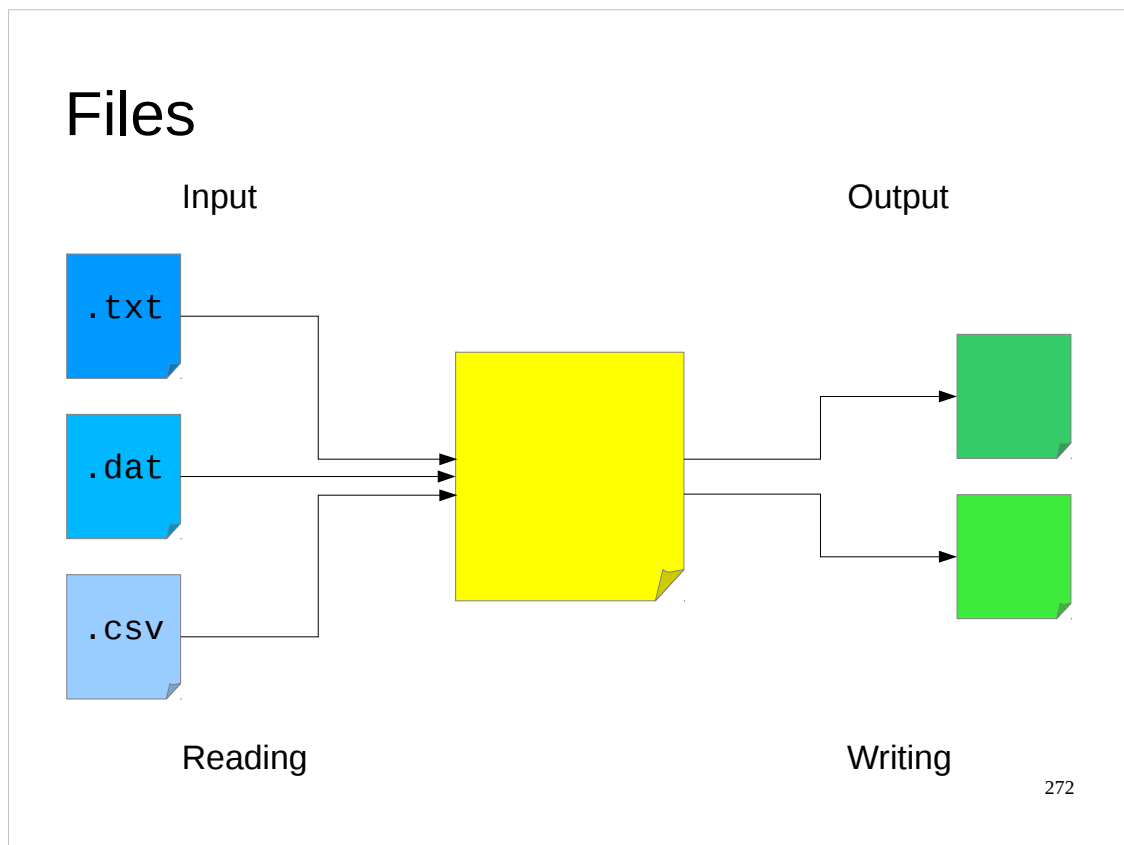 Files
Input
Output
.txt
.dat
.csv
Reading
Writing
272